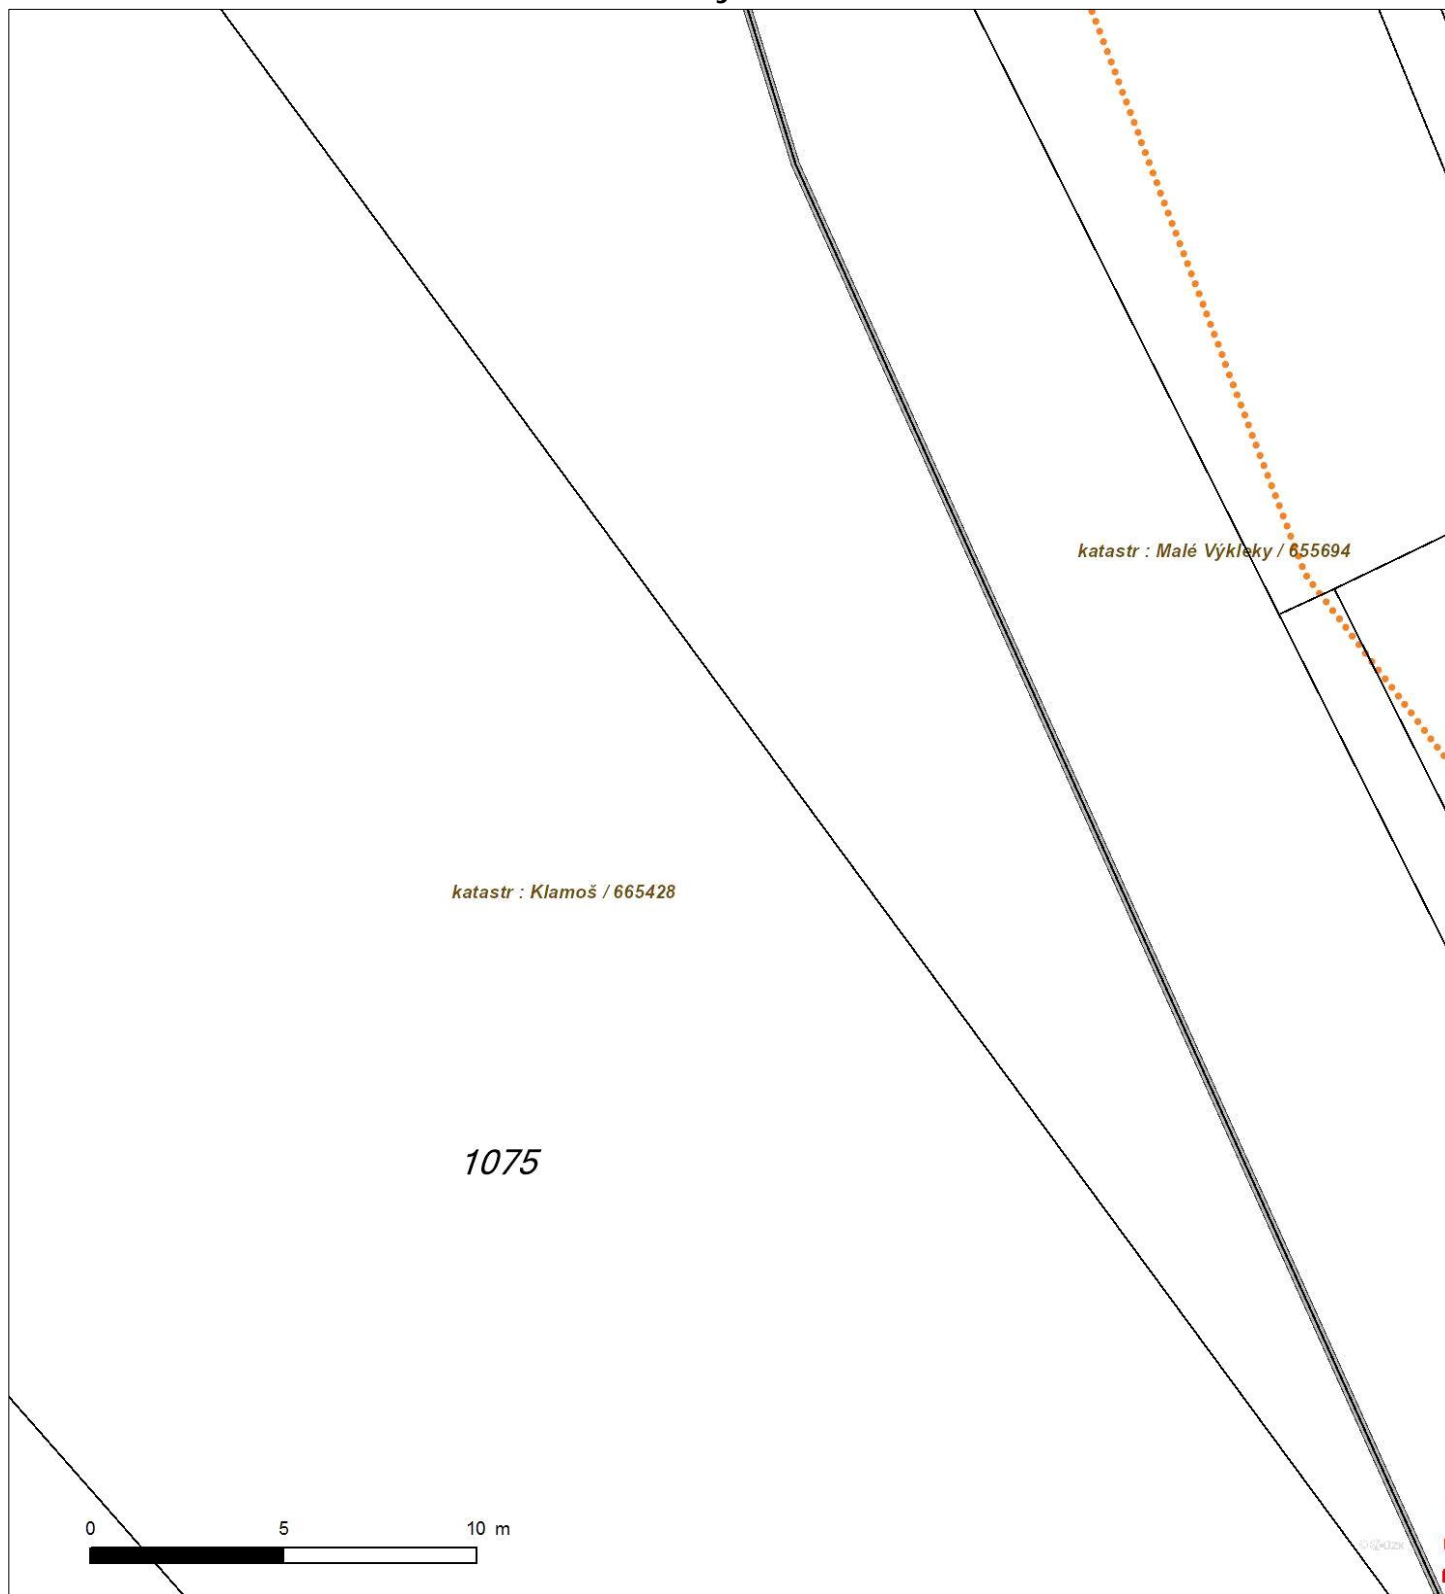 katastr : Malé Výkleky / 655694
katastr : Klamoš / 665428
1075
0 5 10 m